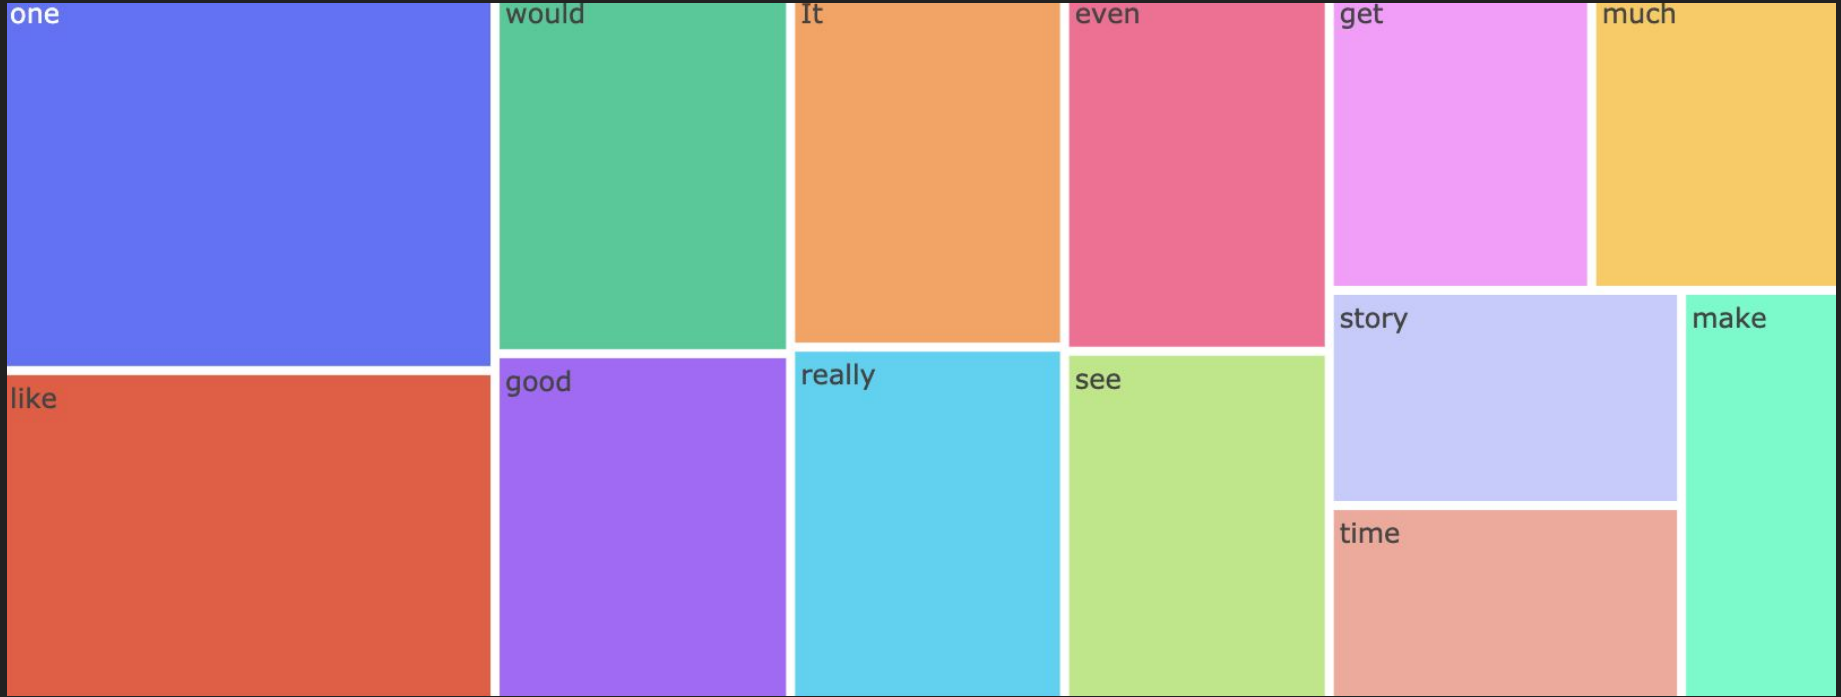 one
would
It
even
get
much
like
good
really
see
story
make
time